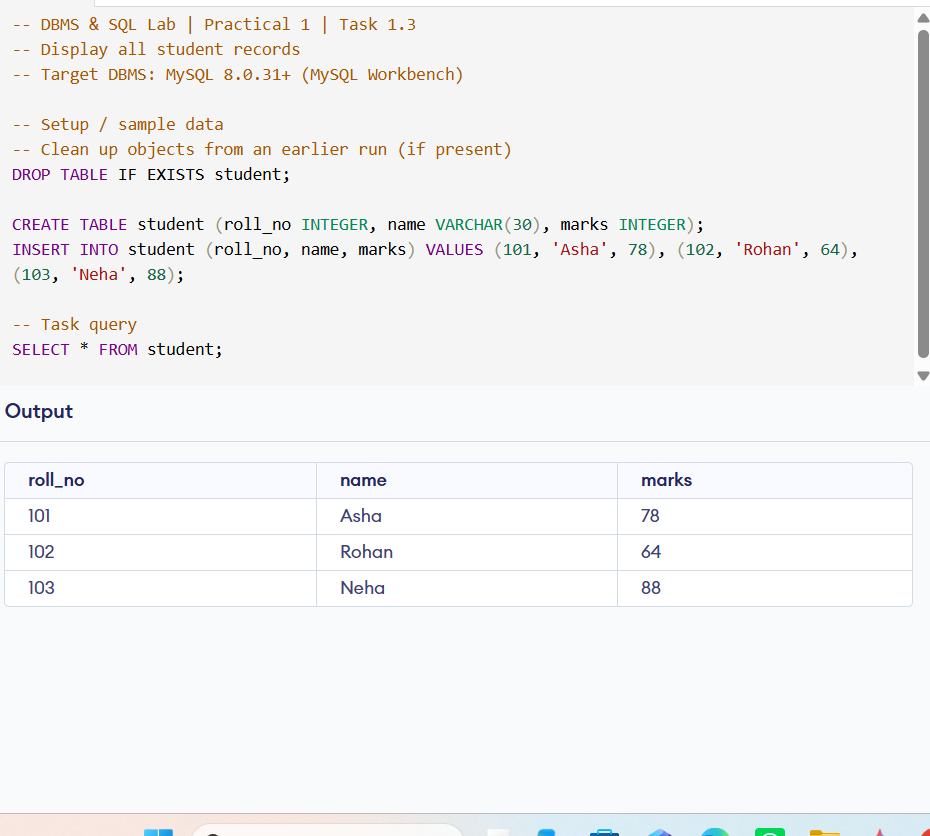 -- DBMS & SQL Lab | Practical 1 | Task 1.3
-- Display all student records
-- Target DBMS: MySQL 8.0.31+ (MySQL Workbench)
-- Setup / sample data
-- Clean up objects from an earlier run (if present)
DROP TABLE IF EXISTS student;
CREATE TABLE student (roll_no INTEGER, name VARCHAR(30), marks INTEGER);
INSERT INTO student (roll_no, name, marks) VALUES (101, 'Asha', 78), (102, 'Rohan', 64),
(103, 'Neha', 88);
-- Task query
SELECT * FROM student;
Output
roll_no name marks
101 Asha 78
102 Rohan 64
103 Neha 88